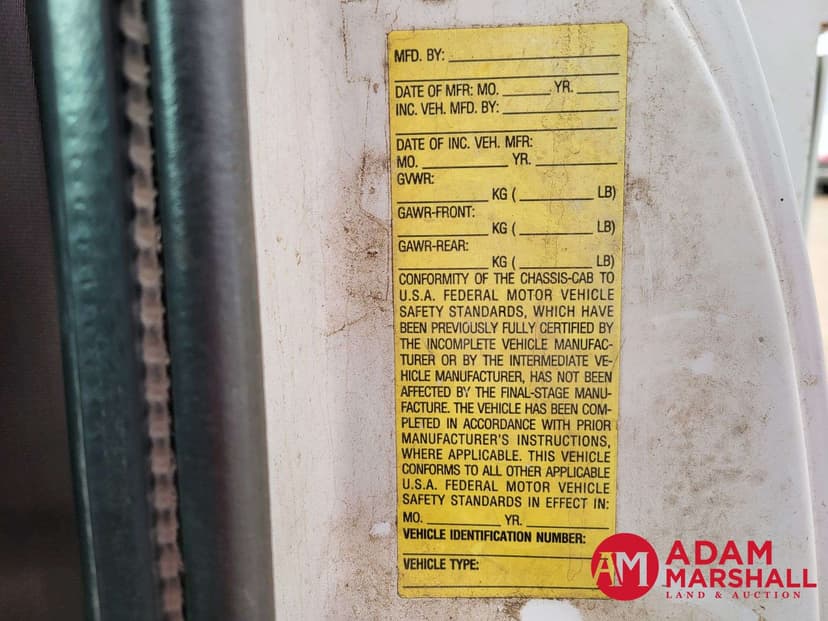 MFD. BY:
DATE OF MFR: MO. YR.
INC. VEH. MFD. BY:
DATE OF INC. VEH. MFR:
MO. YR.
GVWR:
KG ( LB)
GAWR-FRONT:
KG ( LB)
GAWR-REAR:
KG ( LB)
CONFORMITY OF THE CHASSIS-CAB TO
U.S.A. FEDERAL MOTOR VEHICLE
SAFETY STANDARDS, WHICH HAVE
BEEN PREVIOUSLY FULLY CERTIFIED BY
THE INCOMPLETE VEHICLE MANUFAC-
TURER OR BY THE INTERMEDIATE VE-
HICLE MANUFACTURER, HAS NOT BEEN
AFFECTED BY THE FINAL-STAGE MANU-
FACTURE. THE VEHICLE HAS BEEN COM-
PLETED IN ACCORDANCE WITH PRIOR
MANUFACTURER'S INSTRUCTIONS,
WHERE APPLICABLE. THIS VEHICLE
CONFORMS TO ALL OTHER APPLICABLE
U.S.A. FEDERAL MOTOR VEHICLE
SAFETY STANDARDS IN EFFECT IN:
MO. YR.
VEHICLE IDENTIFICATION NUMBER:
VEHICLE TYPE:
AM ADAM
MARSHALL
LAND & AUCTION